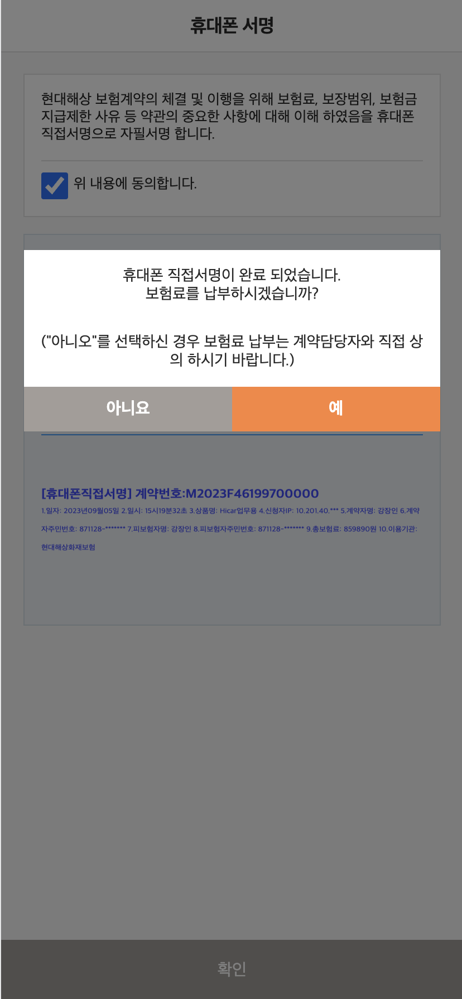 휴대폰 서명
현대해상 보험계약의 체결 및 이행을 위해 보험료, 보장범위, 보험금
지급제한 사유 등 약관의 중요한 사항에 대해 이해 하였음을 휴대폰
직접서명으로 자필서명 합니다.
위 내용에 동의합니다.
휴대폰 직접서명이 완료 되었습니다.
보험료를 납부하시겠습니까?
("아니오"를 선택하신 경우 보험료 납부는 계약담당자와 직접 상
의 하시기 바랍니다.)
아니요
예
[휴대폰직접서명] 계약번호:M2023F46199700000
1.일자: 2023년09월05일 2.일시: 15시19분32초 3.상품명: Hicar업무용 4.신청자IP: 10.201.40.*** 5.계약자명: 강장인 6.계약
자주민번호: 871128-******* 7.피보험자명: 강장인 8.피보험자주민번호: 871128-******* 9.총보험료: 859890원 10.이용기관:
현대해상화재보험
확인